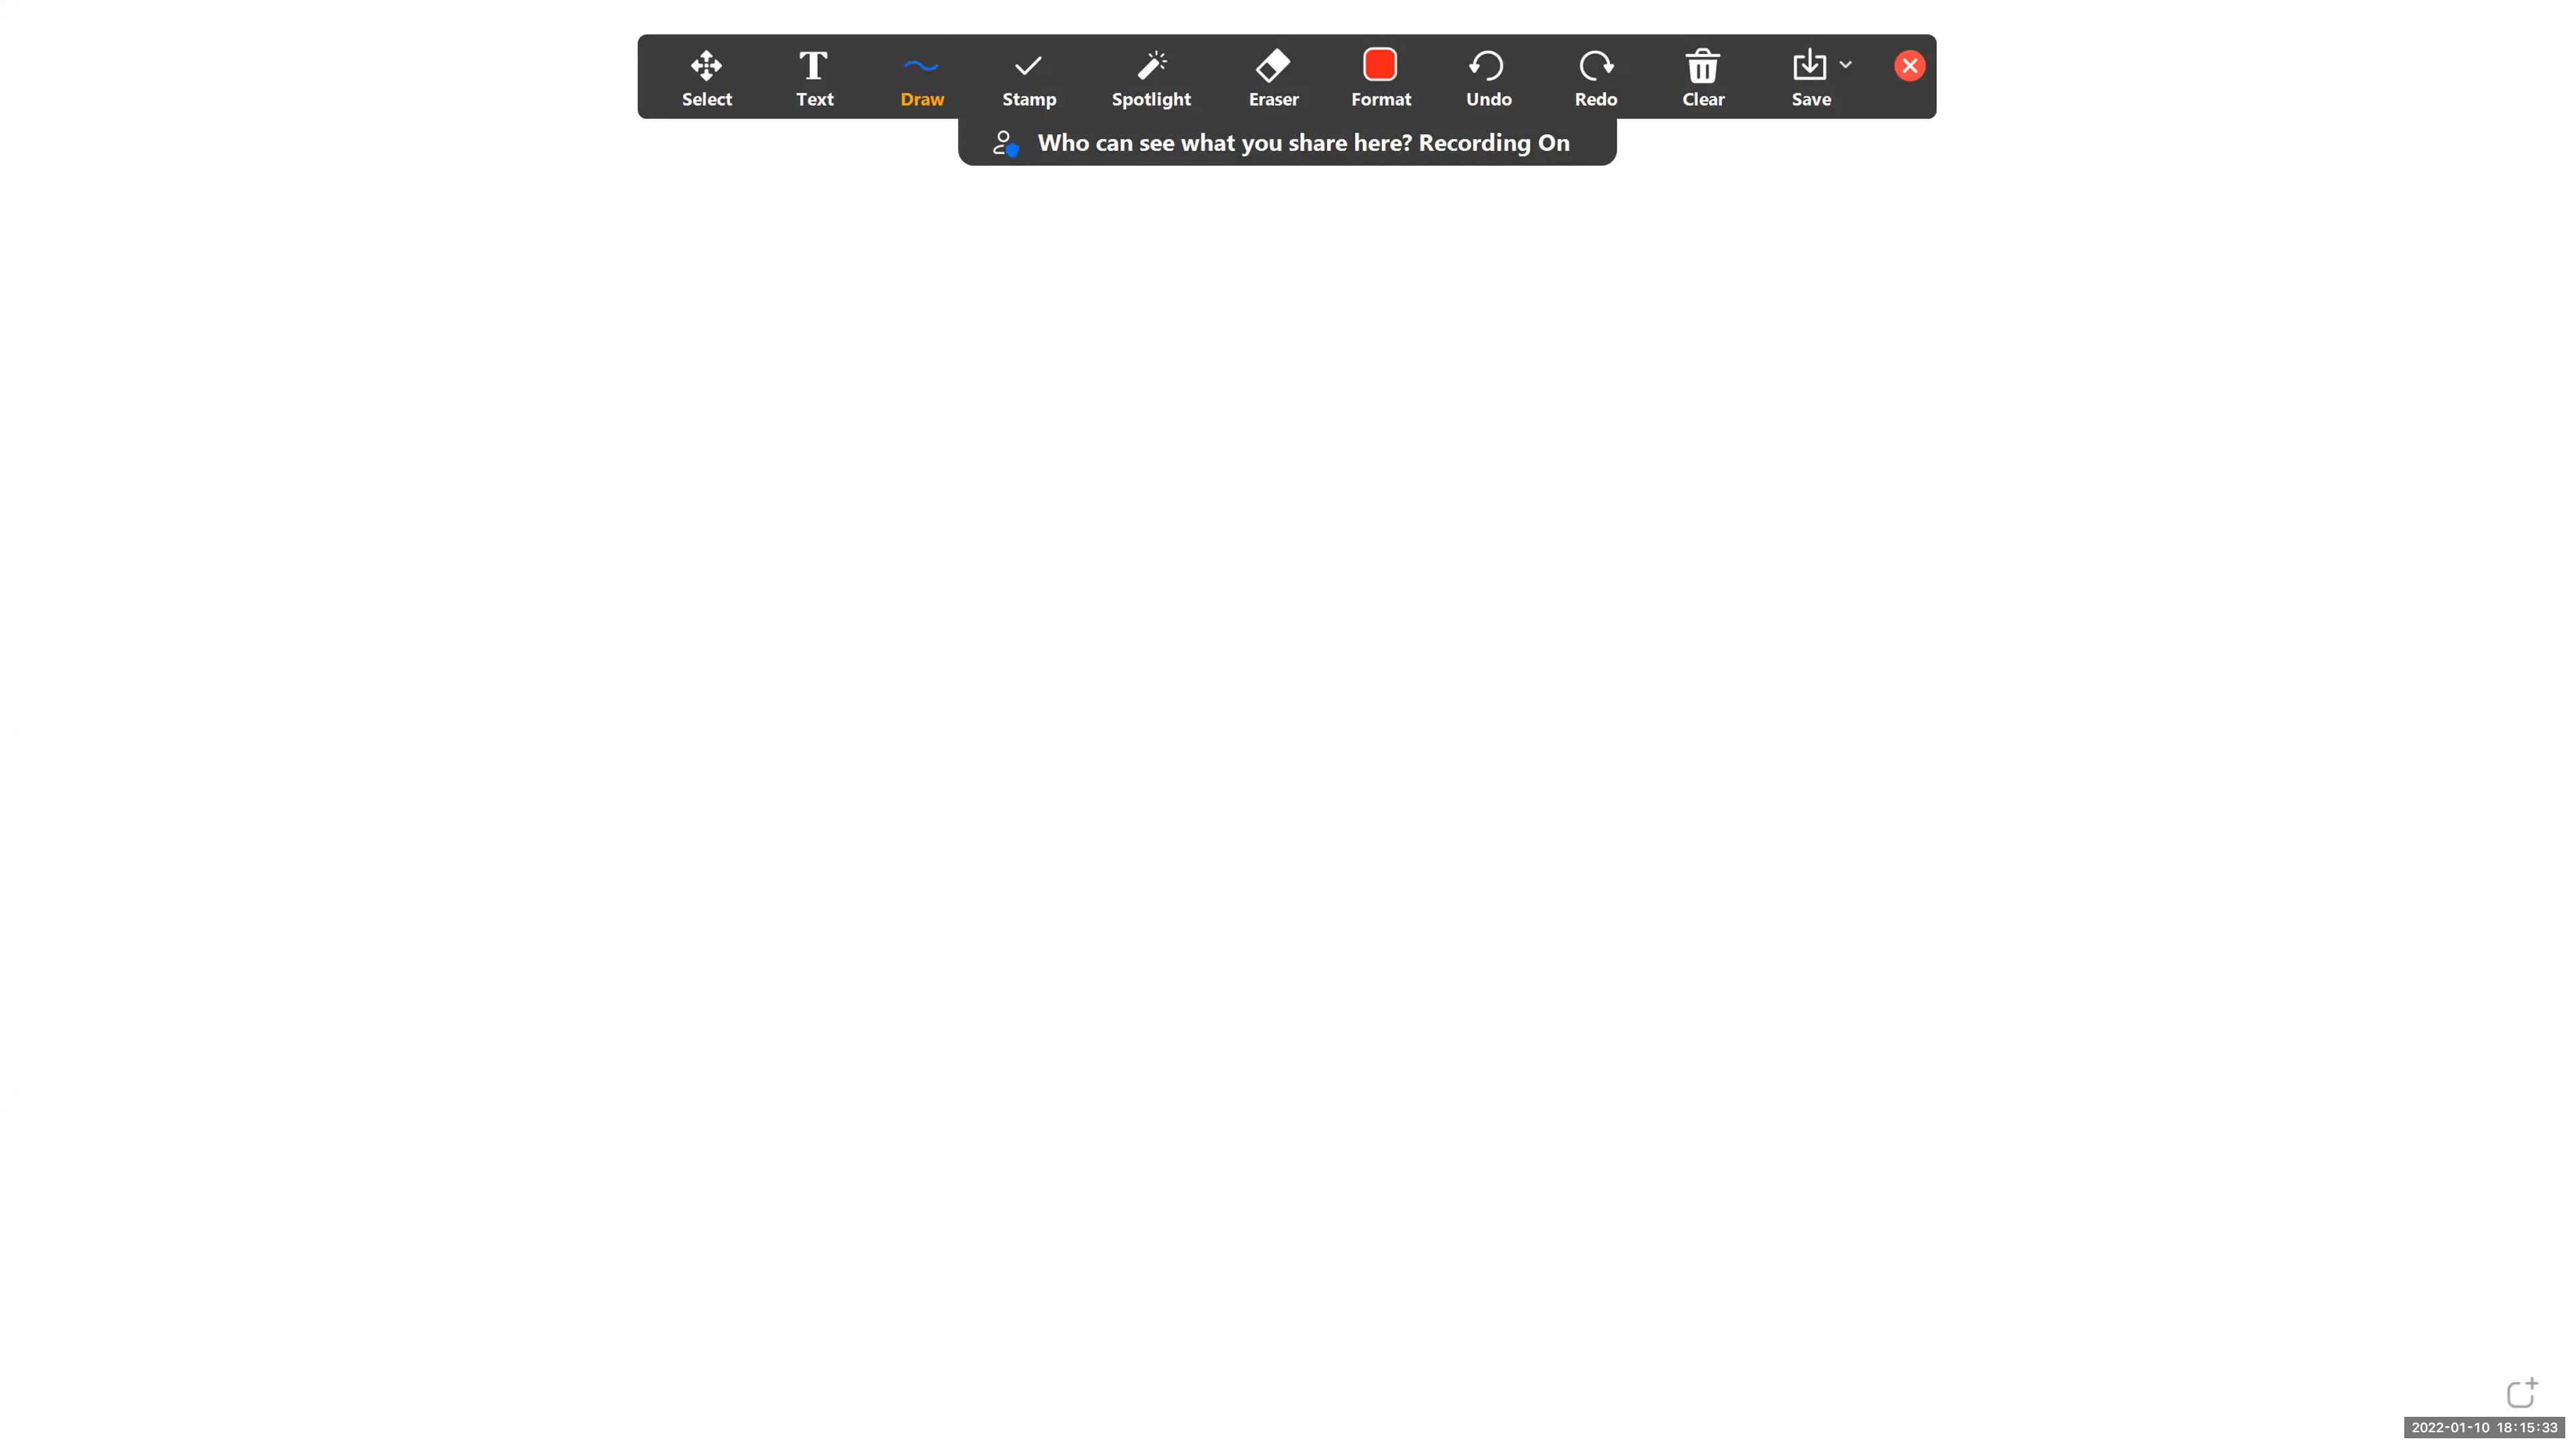 Select Text Draw Stamp Spotlight Eraser Format Undo Redo Clear Save
Who can see what you share here? Recording On
2022-01-10 18:15:33